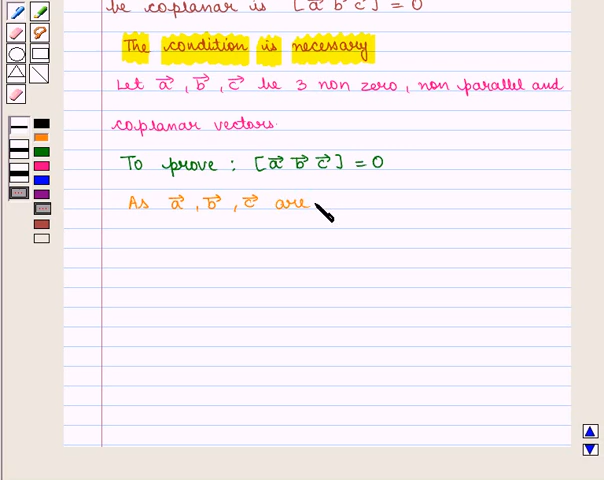 be coplanar is [a⃗ b⃗ c⃗] = 0
The condition is necessary
Let a⃗, b⃗, c⃗ be 3 non zero, non parallel and
coplanar vectors.
To prove : [a⃗ b⃗ c⃗] = 0
As a⃗, b⃗, c⃗ are